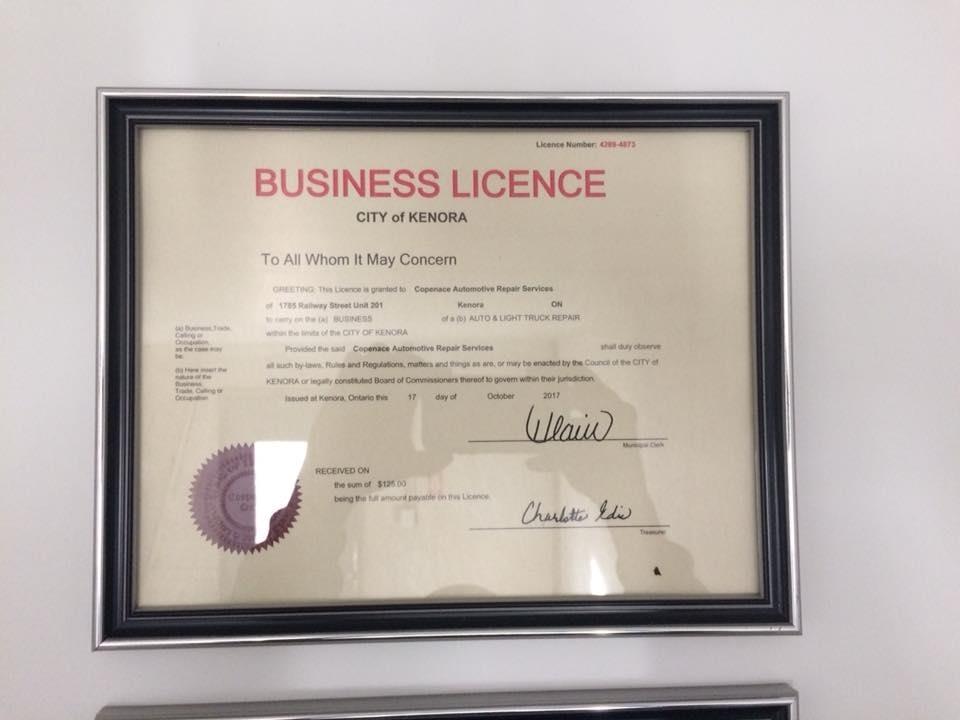 Licence Number: 4289-4873
BUSINESS LICENCE
CITY of KENORA
To All Whom It May Concern
GREETING: This Licence is granted to Copenace Automotive Repair Services
of 1785 Railway Street Unit 201 Kenora ON
to carry on the (a) BUSINESS of a (b) AUTO & LIGHT TRUCK REPAIR
within the limits of the CITY OF KENORA
(a) Business,Trade,
Calling or
Occupation,
as the case may
be.
(b) Here insert the
nature of the
Business,
Trade, Calling or
Occupation
Provided the said Copenace Automotive Repair Services shall duly observe
all such by-laws, Rules and Regulations, matters and things as are, or may be enacted by the Council of the CITY of
KENORA or legally constituted Board of Commissioners thereof to govern within their jurisdiction.
Issued at Kenora, Ontario this 17 day of October 2017
Municipal Clerk
RECEIVED ON
the sum of $125.00
being the full amount payable on this Licence.
Charlotte Edie
Treasurer